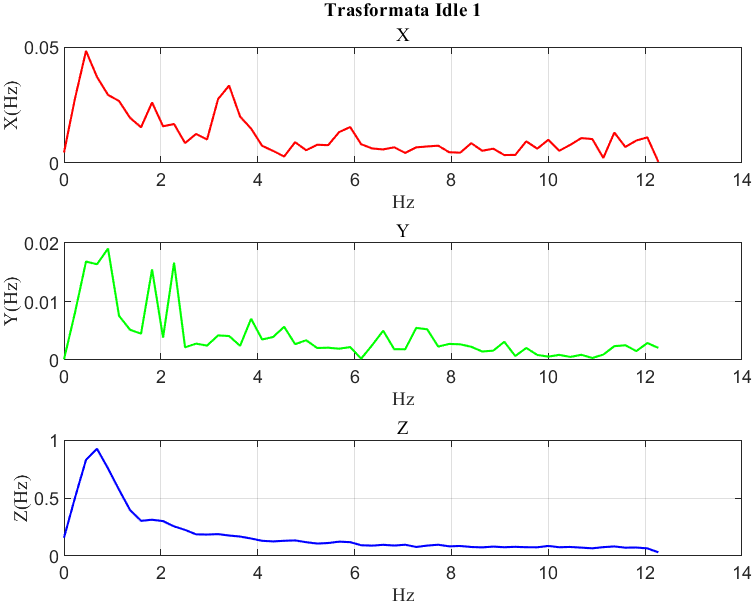 Trasformata Idle 1
X
X(Hz)
0.05
0
0 2 4 6 8 10 12 14
Hz
Y
Y(Hz)
0.02
0.01
0
0 2 4 6 8 10 12 14
Hz
Z
Z(Hz)
1
0.5
0
0 2 4 6 8 10 12 14
Hz